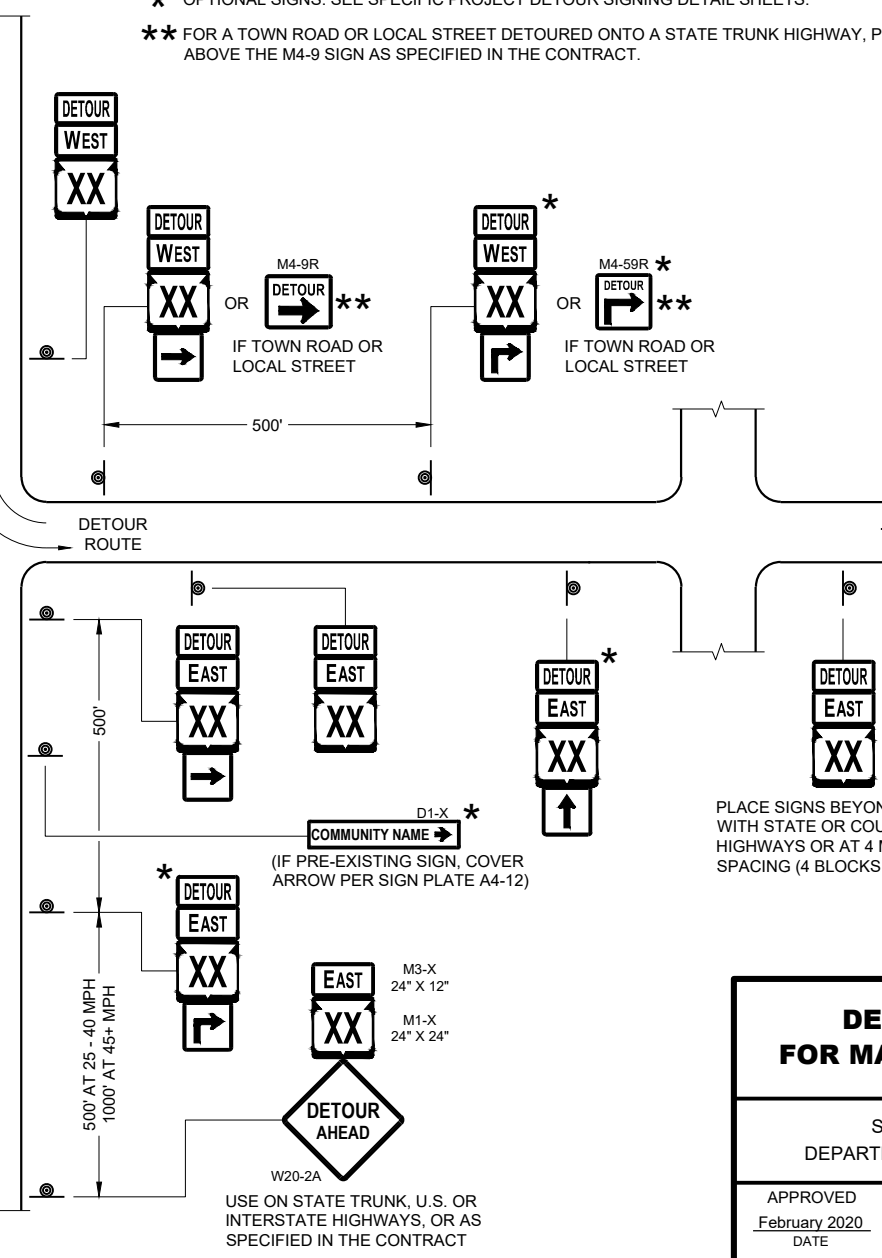 * OPTIONAL SIGNS. SEE SPECIFIC PROJECT DETOUR SIGNING DETAIL SHEETS.
** FOR A TOWN ROAD OR LOCAL STREET DETOURED ONTO A STATE TRUNK HIGHWAY, P
ABOVE THE M4-9 SIGN AS SPECIFIED IN THE CONTRACT.
DETOUR
WEST
XX
DETOUR
WEST
XX
OR
M4-9R
DETOUR
**
IF TOWN ROAD OR
LOCAL STREET
DETOUR
*
WEST
XX
OR
M4-59R *
DETOUR
**
IF TOWN ROAD OR
LOCAL STREET
500'
DETOUR
ROUTE
DETOUR
EAST
XX
DETOUR
EAST
XX
DETOUR
*
EAST
XX
DETOUR
EAST
XX
500'
D1-X *
COMMUNITY NAME
(IF PRE-EXISTING SIGN, COVER
ARROW PER SIGN PLATE A4-12)
PLACE SIGNS BEYON
WITH STATE OR COU
HIGHWAYS OR AT 4 M
SPACING (4 BLOCKS
*
DETOUR
EAST
XX
EAST
M3-X
24" X 12"
XX
M1-X
24" X 24"
500' AT 25 - 40 MPH
1000' AT 45+ MPH
DETOUR
AHEAD
W20-2A
USE ON STATE TRUNK, U.S. OR
INTERSTATE HIGHWAYS, OR AS
SPECIFIED IN THE CONTRACT
DE
FOR MA
S
DEPART
APPROVED
February 2020
DATE